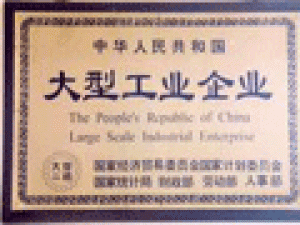 中华人民共和国
大型工业企业
The People's Republic of China
Large Scale Industrial Enterprise
国家经济贸易委员会国家计划委员会
国家统计局 财政部 劳动部 人事部